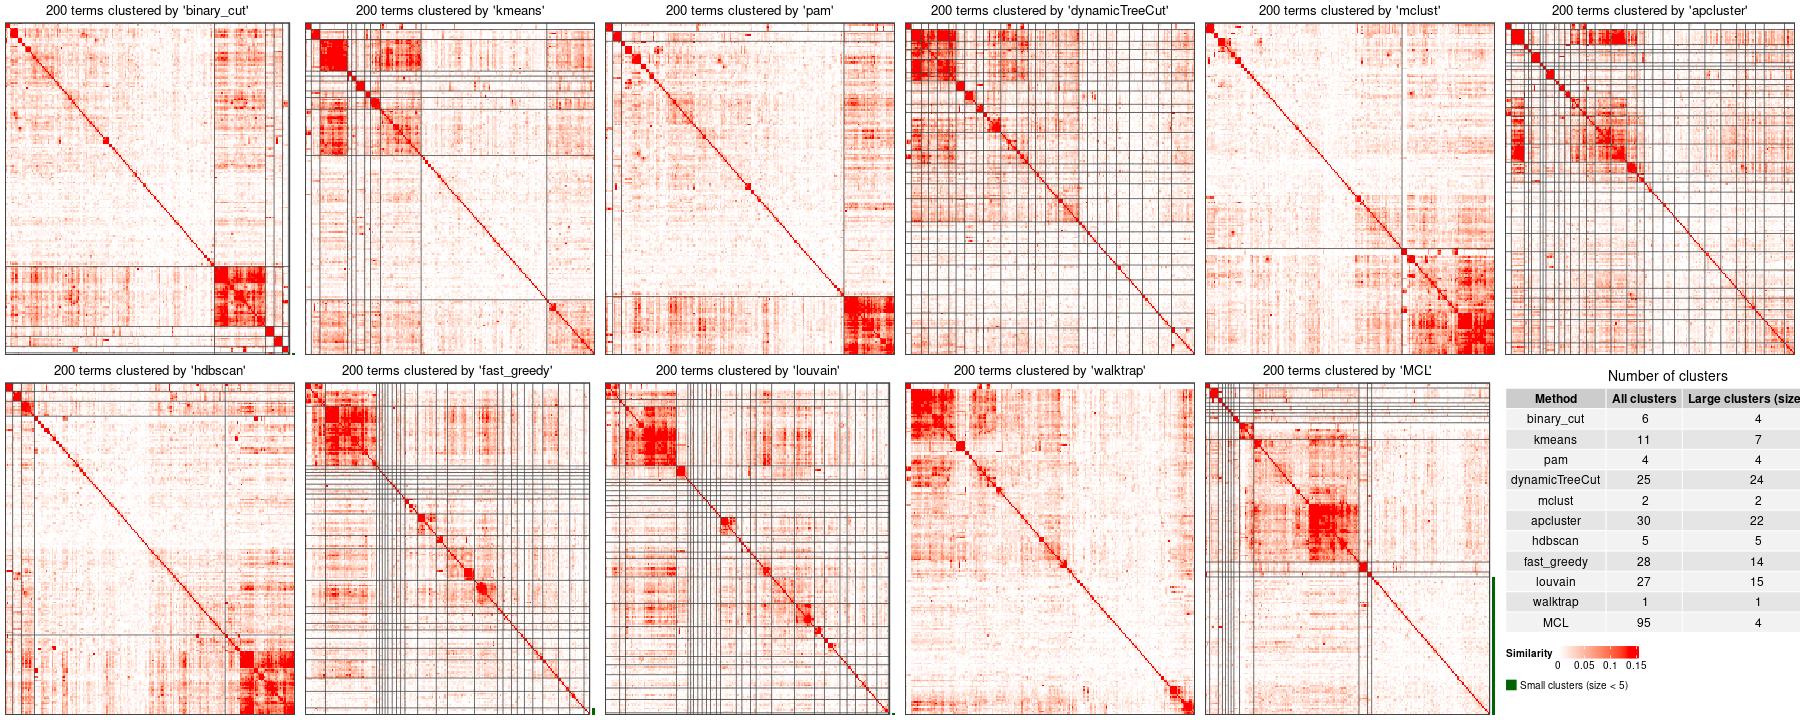 200 terms clustered by 'binary_cut'
200 terms clustered by 'kmeans'
200 terms clustered by 'pam'
200 terms clustered by 'dynamicTreeCut'
200 terms clustered by 'mclust'
200 terms clustered by 'apcluster'
200 terms clustered by 'hdbscan'
200 terms clustered by 'fast_greedy'
200 terms clustered by 'louvain'
200 terms clustered by 'walktrap'
200 terms clustered by 'MCL'
Number of clusters
Method All clusters Large clusters (size
binary_cut 6 4
kmeans 11 7
pam 4 4
dynamicTreeCut 25 24
mclust 2 2
apcluster 30 22
hdbscan 5 5
fast_greedy 28 14
louvain 27 15
walktrap 1 1
MCL 95 4
Similarity
0 0.05 0.1 0.15
Small clusters (size < 5)